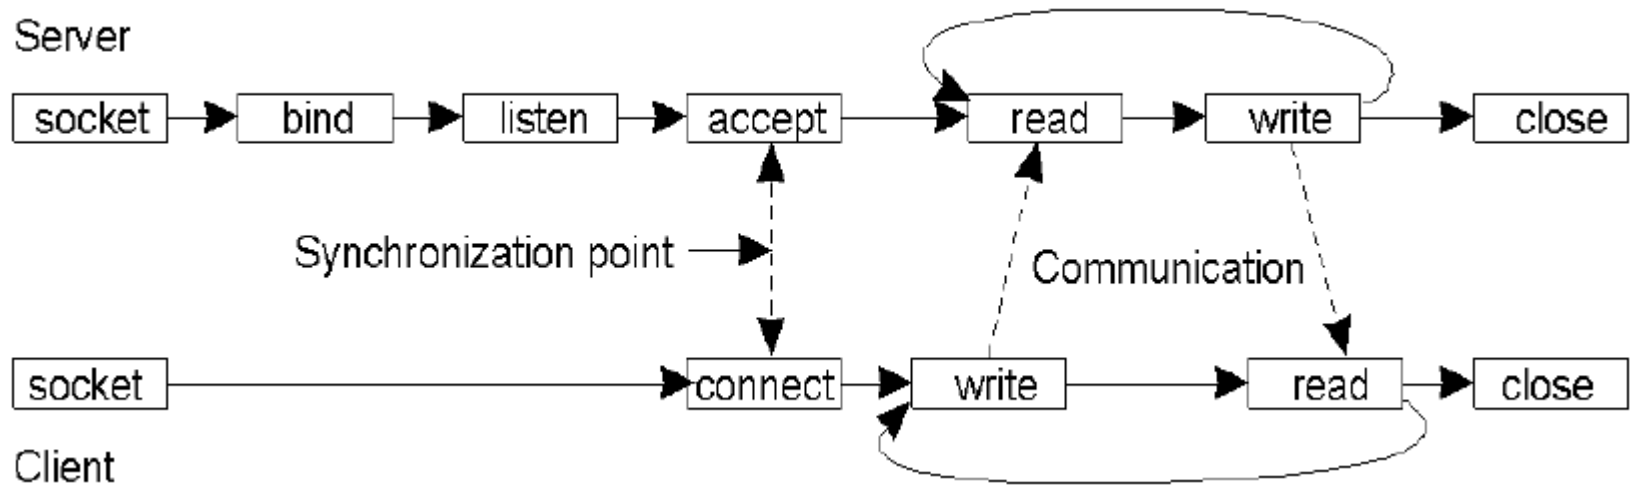 Server
socket bind listen accept read write close
Synchronization point
Communication
socket connect write read close
Client